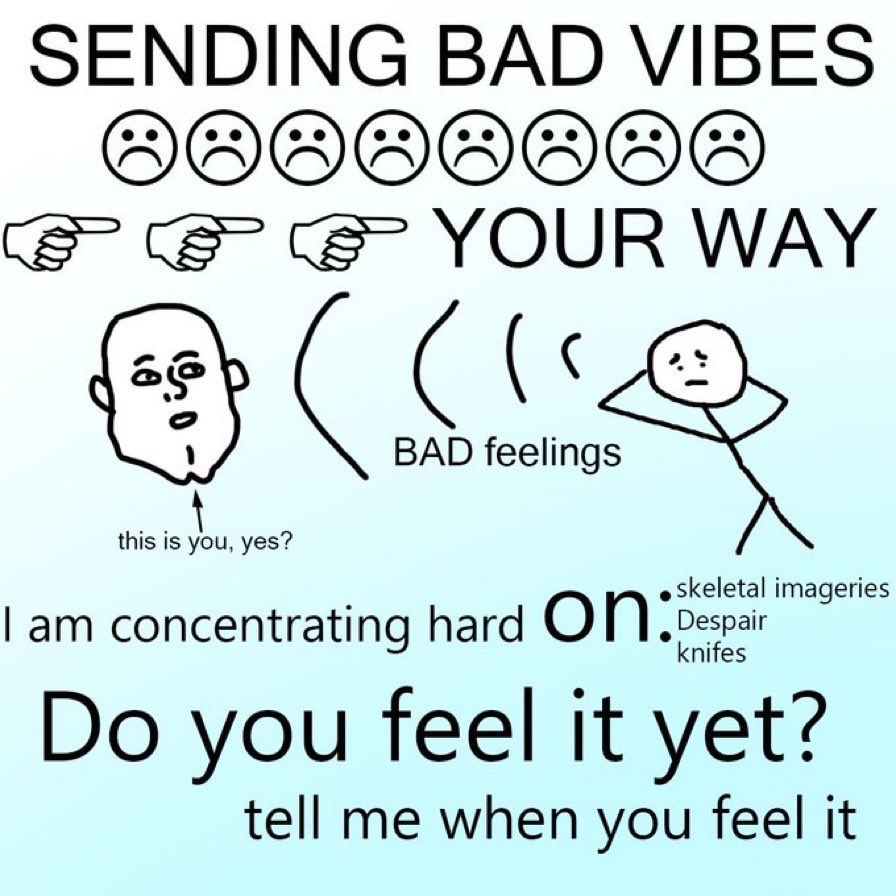 SENDING BAD VIBES
☹☹☹☹☹☹☹☹
☞ ☞ ☞ YOUR WAY
BAD feelings
this is you, yes?
I am concentrating hard on:
skeletal imageries
Despair
knifes
Do you feel it yet?
tell me when you feel it